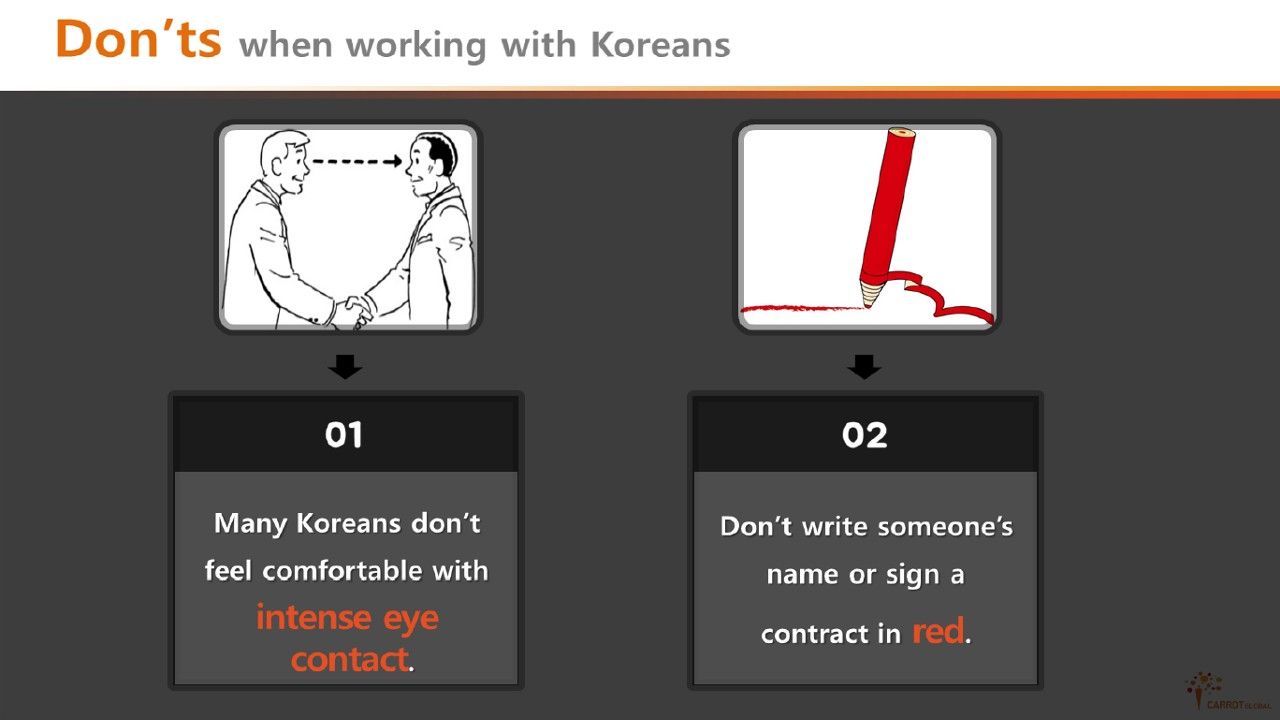 Don’ts when working with Koreans
01
Many Koreans don’t
feel comfortable with
intense eye
contact.
02
Don’t write someone’s
name or sign a
contract in red.
CARROT GLOBAL